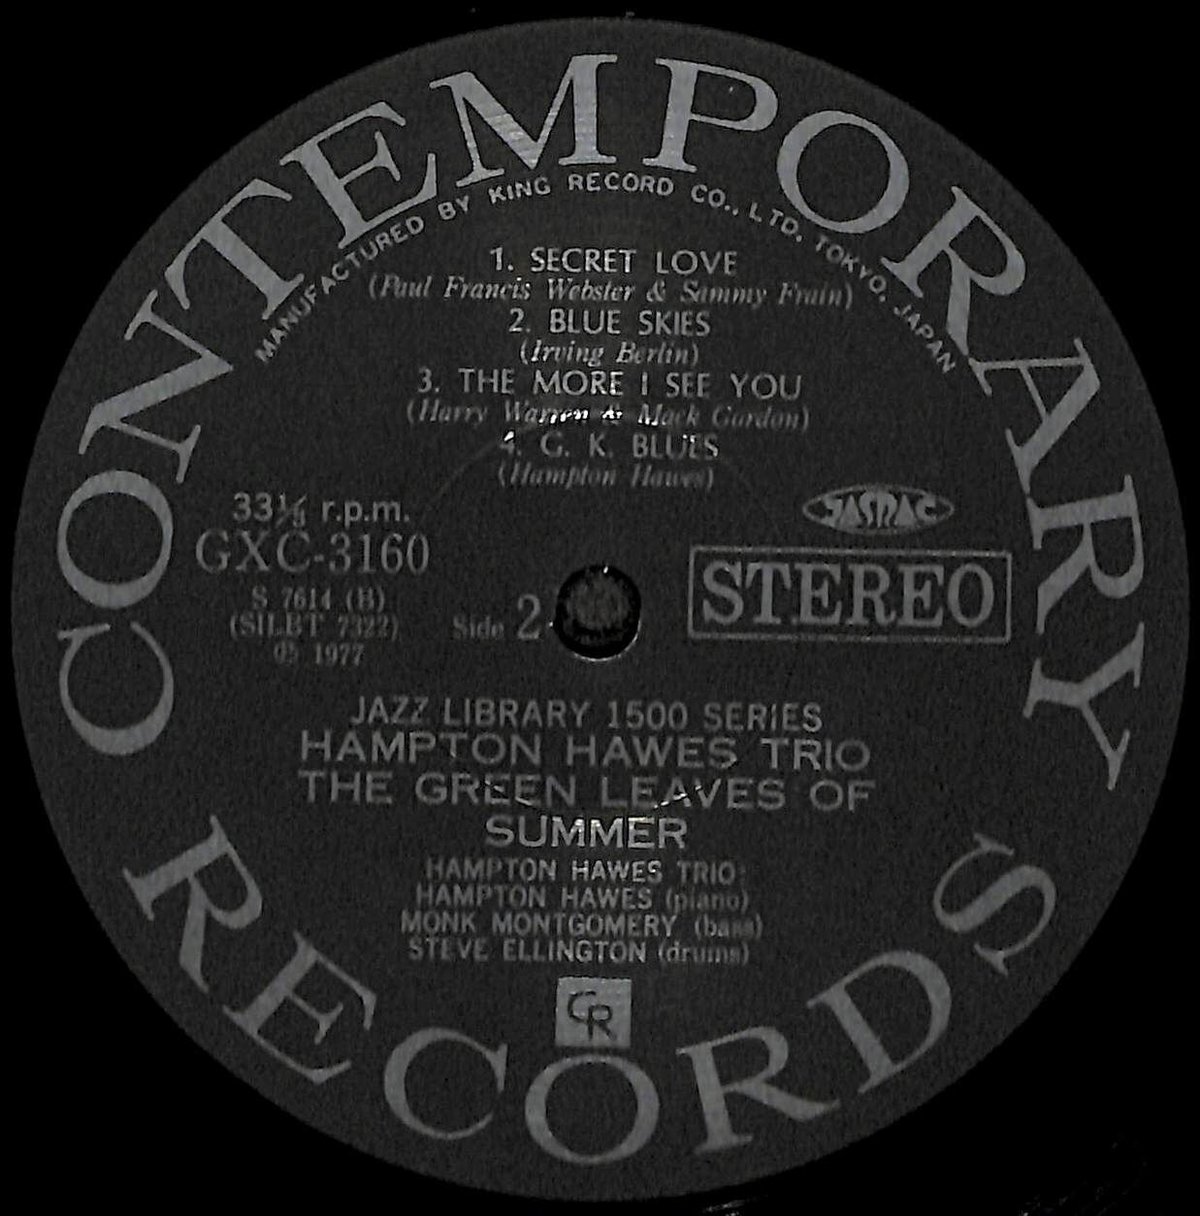 CONTEMPORARY
MANUFACTURED BY KING RECORD CO., LTD. TOKYO, JAPAN
1. SECRET LOVE
(Paul Francis Webster & Sammy Frain)
2. BLUE SKIES
(Irving Berlin)
3. THE MORE I SEE YOU
(Harry Warren & Mack Gordon)
4. G. K. BLUES
(Hampton Hawes)
33⅓ r.p.m.
GXC-3160
S 7614 (B)
(SILBT 7322)
℗ 1977
Side 2
JASRAC
STEREO
JAZZ LIBRARY 1500 SERIES
HAMPTON HAWES TRIO
THE GREEN LEAVES OF
SUMMER
HAMPTON HAWES TRIO:
HAMPTON HAWES (piano)
MONK MONTGOMERY (bass)
STEVE ELLINGTON (drums)
CR
RECORDS